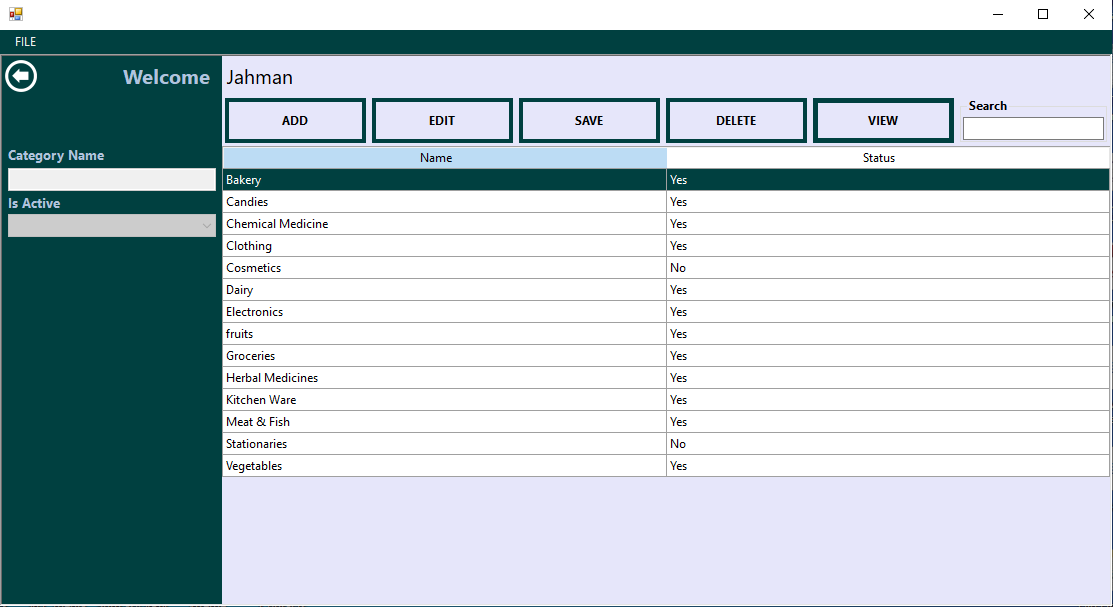 FILE
Welcome Jahman
ADD EDIT SAVE DELETE VIEW Search
Category Name
Is Active
Name Status
Bakery Yes
Candies Yes
Chemical Medicine Yes
Clothing Yes
Cosmetics No
Dairy Yes
Electronics Yes
fruits Yes
Groceries Yes
Herbal Medicines Yes
Kitchen Ware Yes
Meat & Fish Yes
Stationaries No
Vegetables Yes